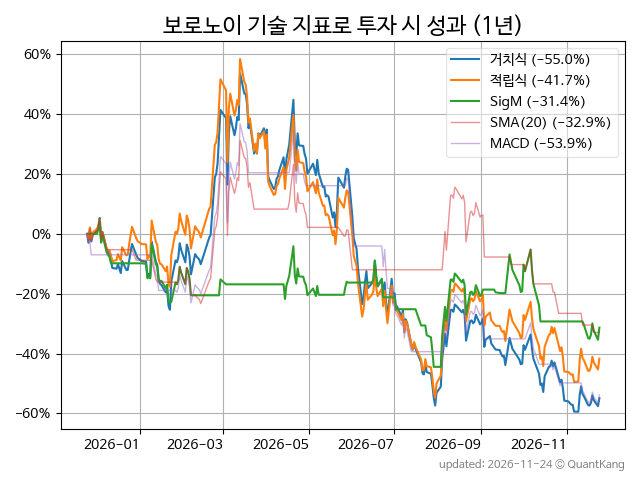 보로노이 기술 지표로 투자 시 성과 (1년)
60%
40%
20%
0%
−20%
−40%
−60%
거치식 (−55.0%)
적립식 (−41.7%)
SigM (−31.4%)
SMA(20) (−32.9%)
MACD (−53.9%)
2026-01 2026-03 2026-05 2026-07 2026-09 2026-11
updated: 2026-11-24 © QuantKang